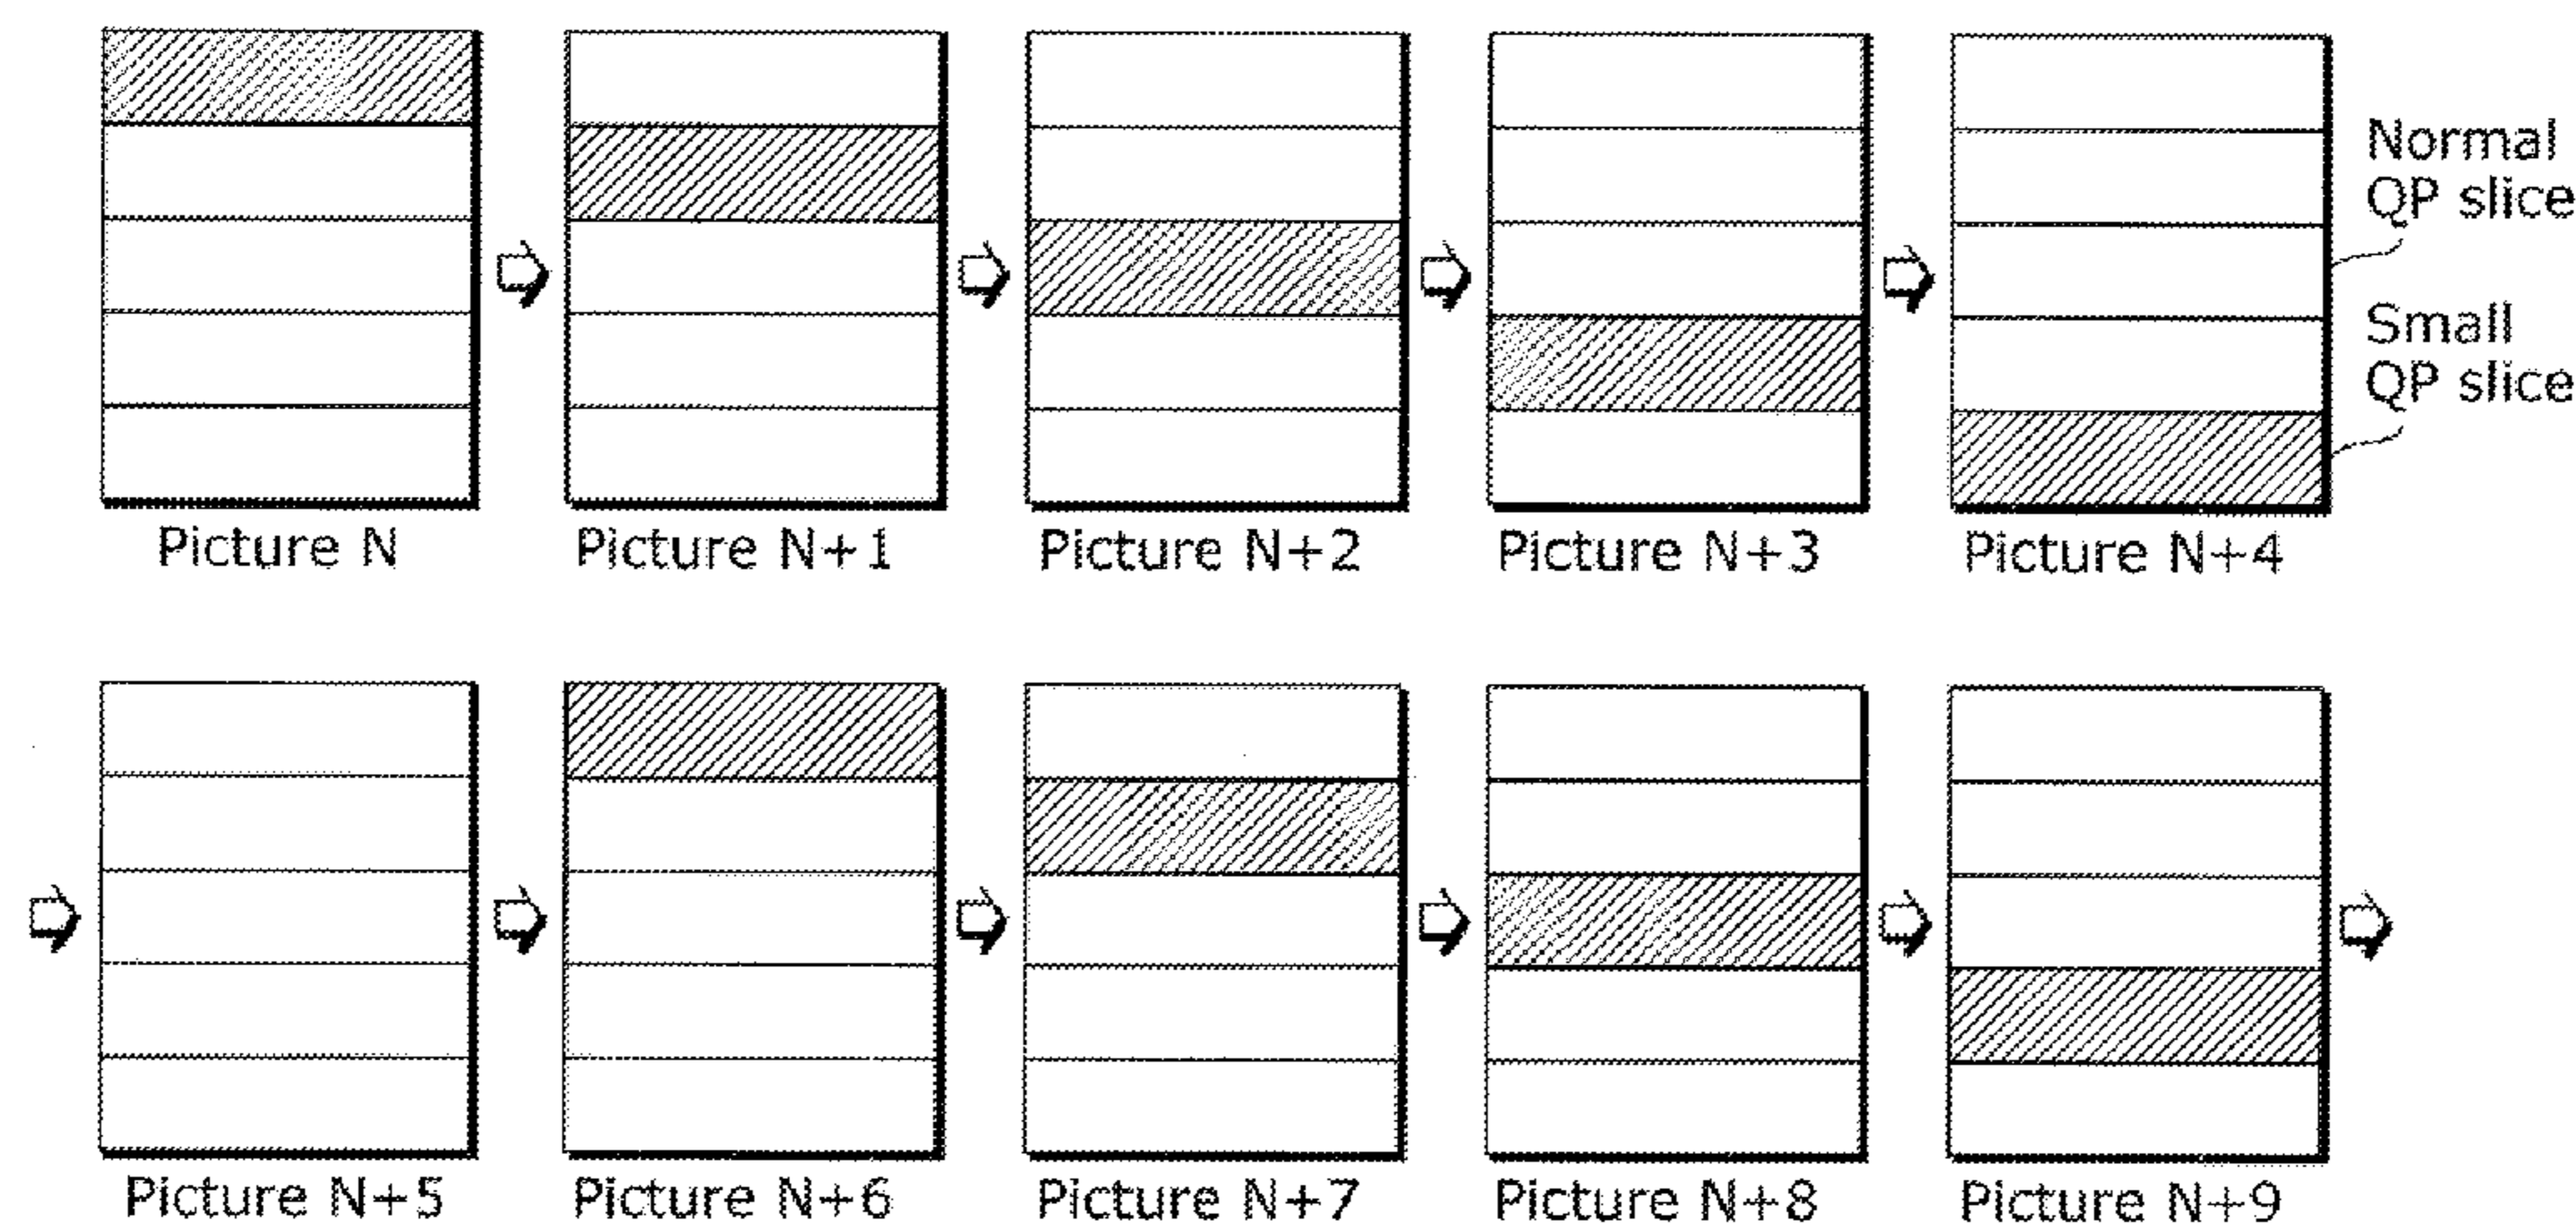 Normal
QP slice
Small
QP slice
Picture N
Picture N+1
Picture N+2
Picture N+3
Picture N+4
Picture N+5
Picture N+6
Picture N+7
Picture N+8
Picture N+9